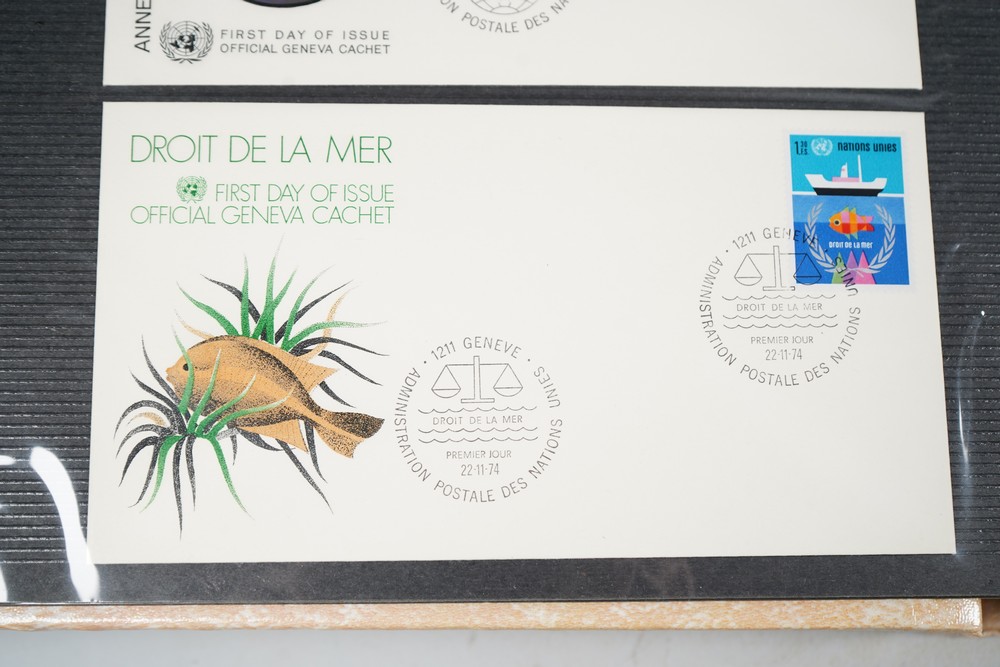 ANNE
FIRST DAY OF ISSUE
OFFICIAL GENEVA CACHET
POSTALE DES NA
DROIT DE LA MER
FIRST DAY OF ISSUE
OFFICIAL GENEVA CACHET
1,30
F.S.
nations unies
Droit de la mer
· 1211 GENEVE ·
ADMINISTRATION POSTALE DES NATIONS UNIES
DROIT DE LA MER
PREMIER JOUR
22-11-74
· 1211 GENEVE ·
ADMINISTRATION POSTALE DES NATIONS UNIES
DROIT DE LA MER
PREMIER JOUR
22-11-74